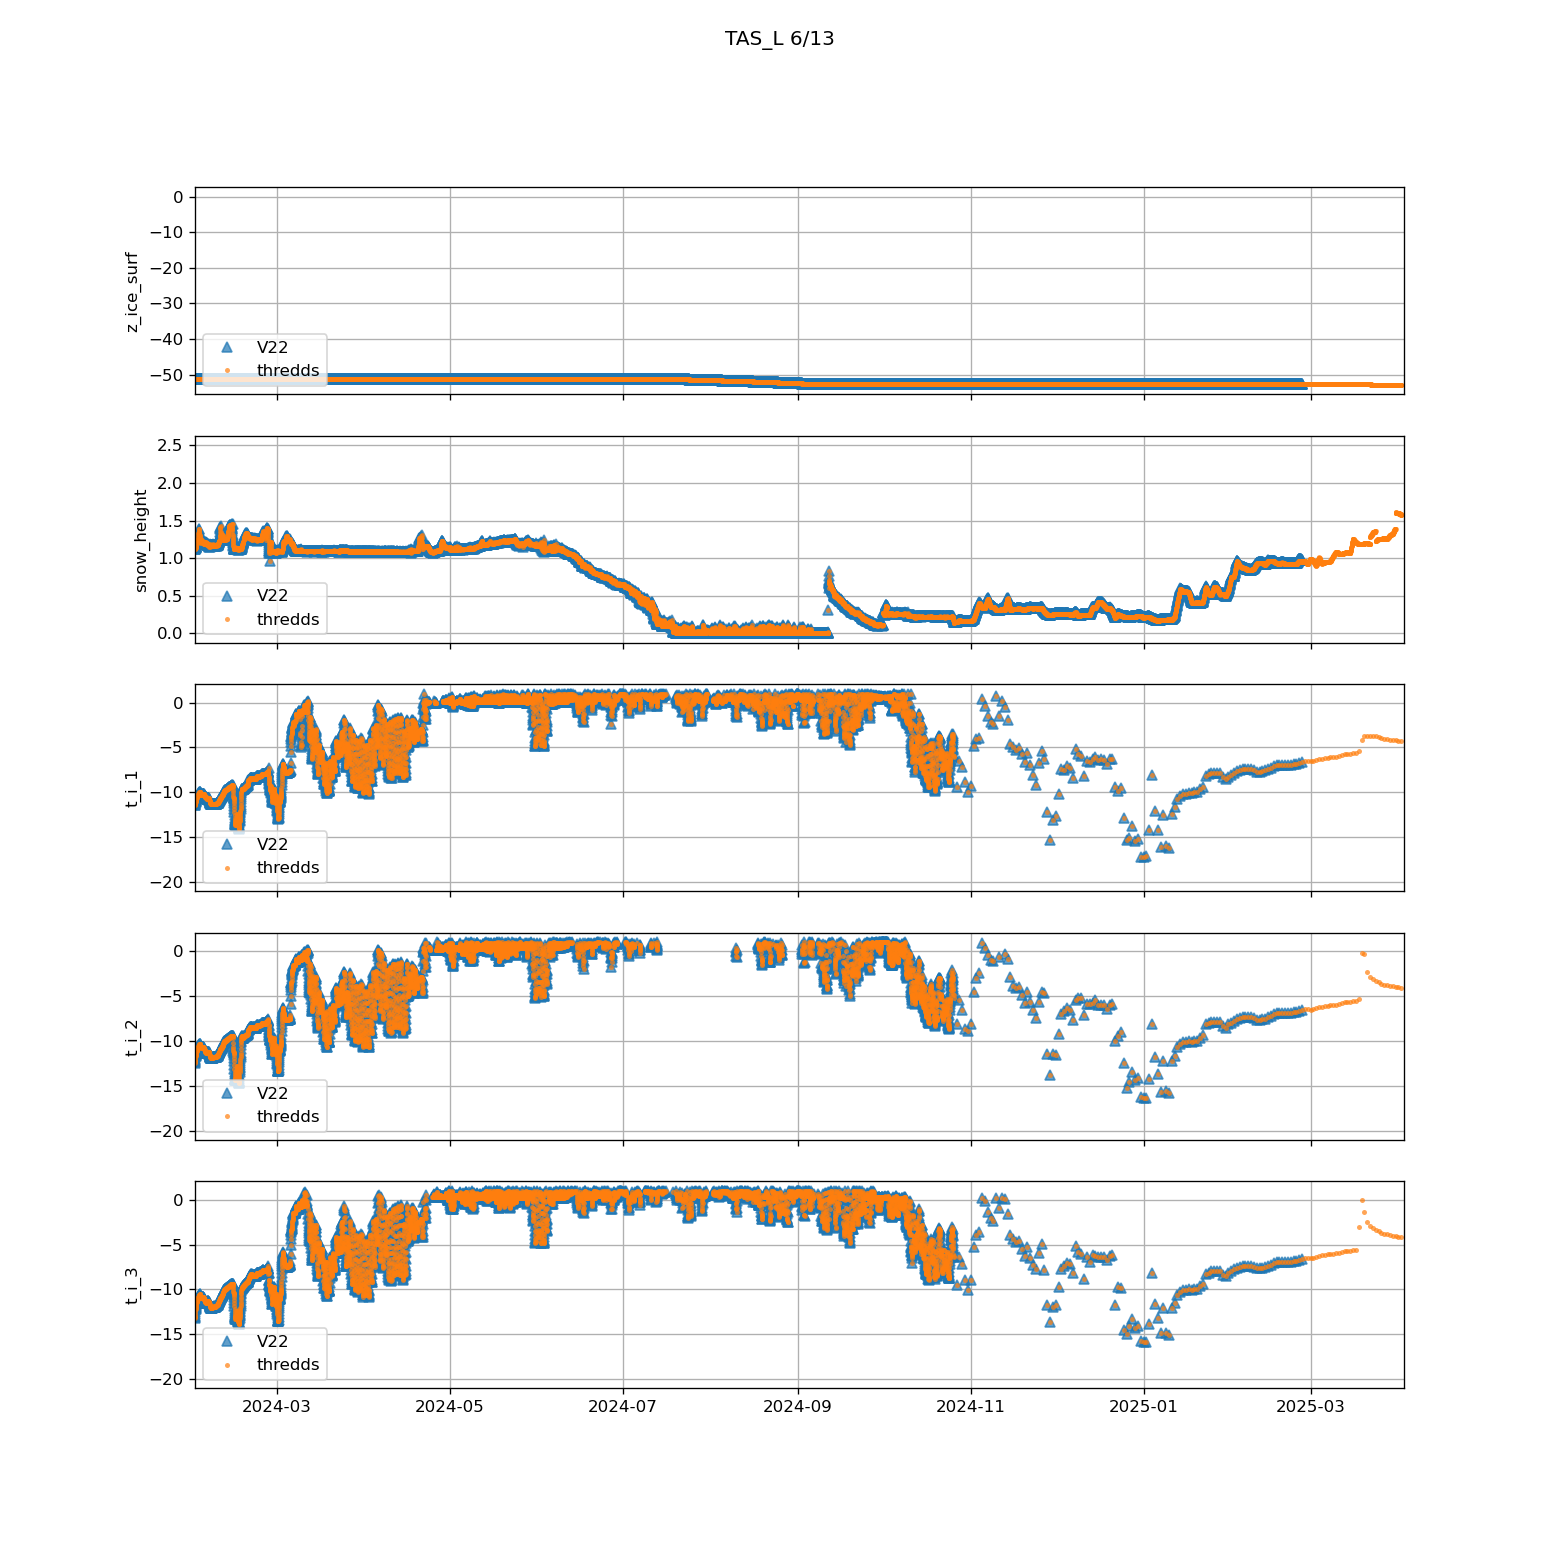 TAS_L 6/13
0
−10
−20
−30
−40
−50
z_ice_surf
V22
thredds
2.5
2.0
1.5
1.0
0.5
0.0
snow_height
V22
thredds
0
−5
−10
−15
−20
t_i_1
V22
thredds
0
−5
−10
−15
−20
t_i_2
V22
thredds
0
−5
−10
−15
−20
t_i_3
V22
thredds
2024-03 2024-05 2024-07 2024-09 2024-11 2025-01 2025-03